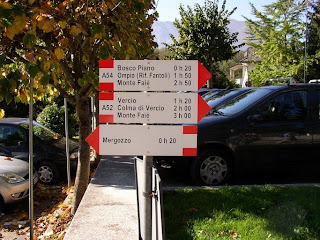 Bosco Piano 0 h 20
A54 Ompio (Rif. Fantoli) 1 h 50
Monte Faiè 2 h 50
Vercio 1 h 20
A52 Colma di Vercio 2 h 00
Monte Faiè 3 h 00
Mergozzo 0 h 20